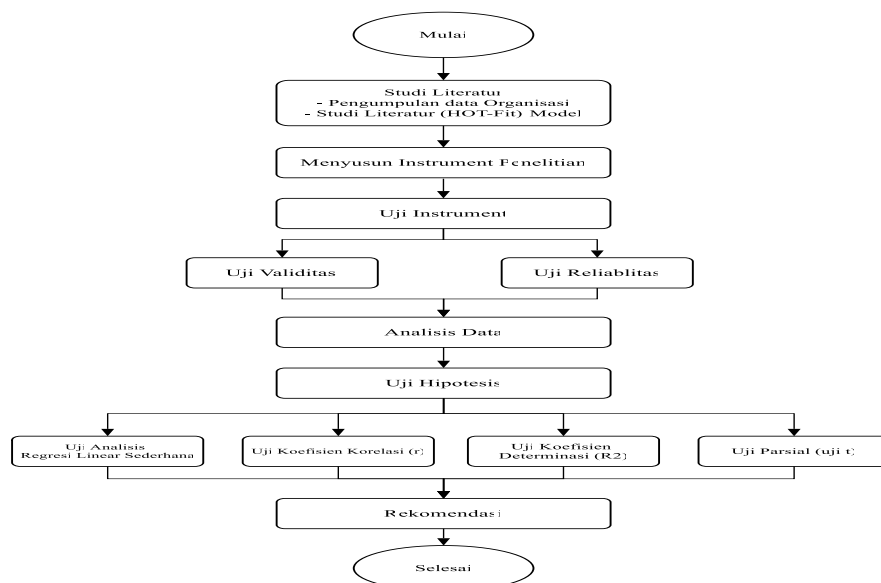 Mulai
Studi Literatur
- Pengumpulan data Organisasi
- Studi Literatur (HOT-Fit) Model
Menyusun Instrument Penelitian
Uji Instrument
Uji Validitas
Uji Reliablitas
Analisis Data
Uji Hipotesis
Uji Analisis
Regresi Linear Sederhana
Uji Koefisien Korelasi (r)
Uji Koefisien
Determinasi (R2)
Uji Parsial (uji t)
Rekomendasi
Selesai